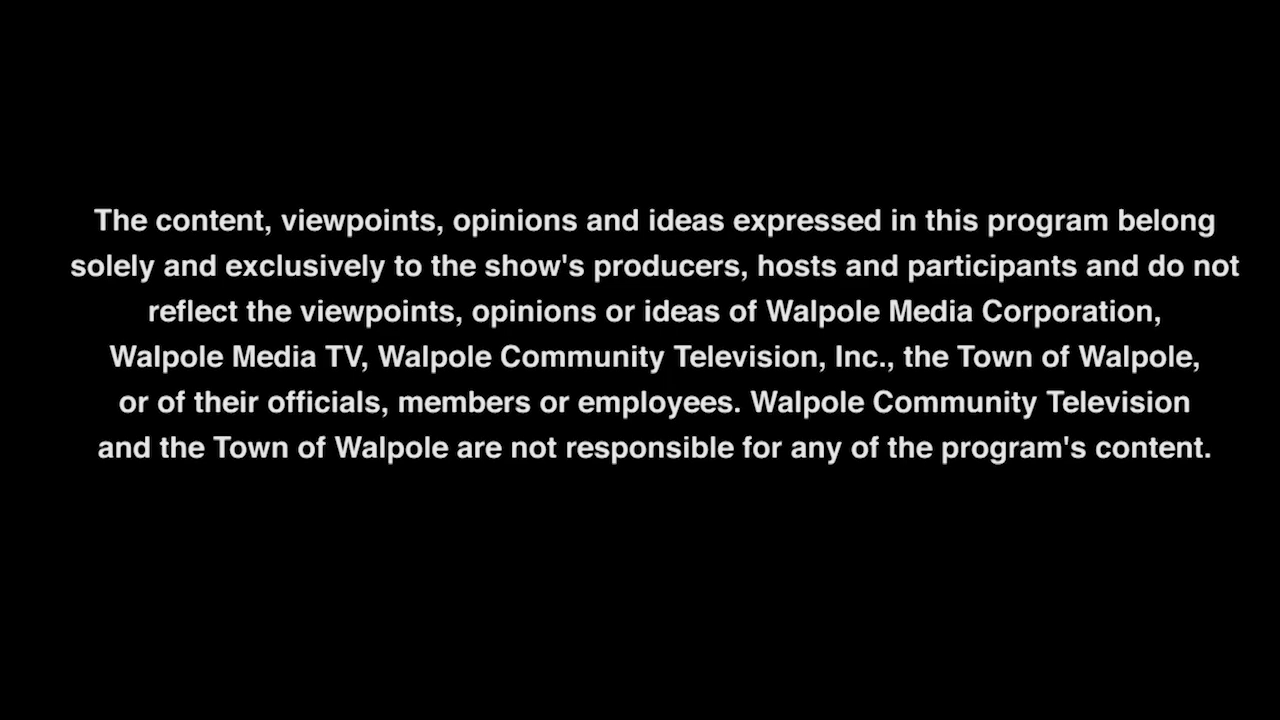 The content, viewpoints, opinions and ideas expressed in this program belong
solely and exclusively to the show's producers, hosts and participants and do not
reflect the viewpoints, opinions or ideas of Walpole Media Corporation,
Walpole Media TV, Walpole Community Television, Inc., the Town of Walpole,
or of their officials, members or employees. Walpole Community Television
and the Town of Walpole are not responsible for any of the program's content.